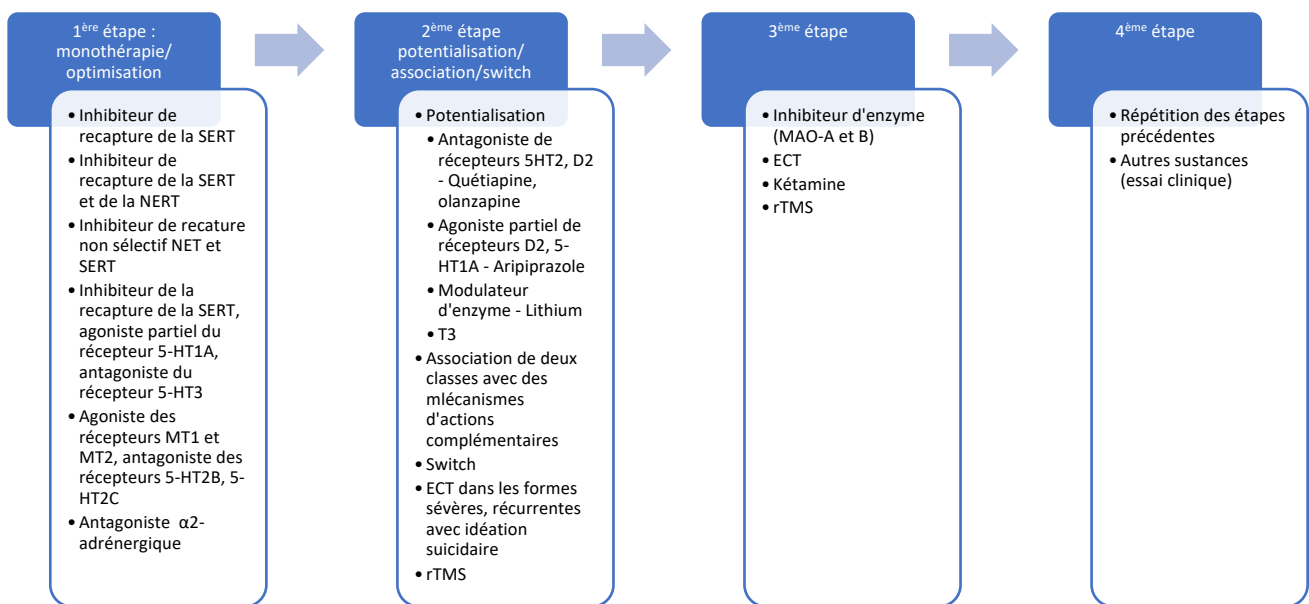 1ère étape :
monothérapie/
optimisation
• Inhibiteur de
recapture de la SERT
• Inhibiteur de
recapture de la SERT
et de la NERT
• Inhibiteur de recature
non sélectif NET et
SERT
• Inhibiteur de la
recapture de la SERT,
agoniste partiel du
récepteur 5-HT1A,
antagoniste du
récepteur 5-HT3
• Agoniste des
récepteurs MT1 et
MT2, antagoniste des
récepteurs 5-HT2B, 5-
HT2C
• Antagoniste α2-
adrénergique
2ème étape
potentialisation/
association/switch
• Potentialisation
• Antagoniste de
récepteurs 5HT2, D2
- Quétiapine,
olanzapine
• Agoniste partiel de
récepteurs D2, 5-
HT1A - Aripiprazole
• Modulateur
d'enzyme - Lithium
• T3
• Association de deux
classes avec des
mlécanismes
d'actions
complémentaires
• Switch
• ECT dans les formes
sévères, récurrentes
avec idéation
suicidaire
• rTMS
3ème étape
• Inhibiteur d'enzyme
(MAO-A et B)
• ECT
• Kétamine
• rTMS
4ème étape
• Répétition des étapes
précédentes
• Autres sustances
(essai clinique)